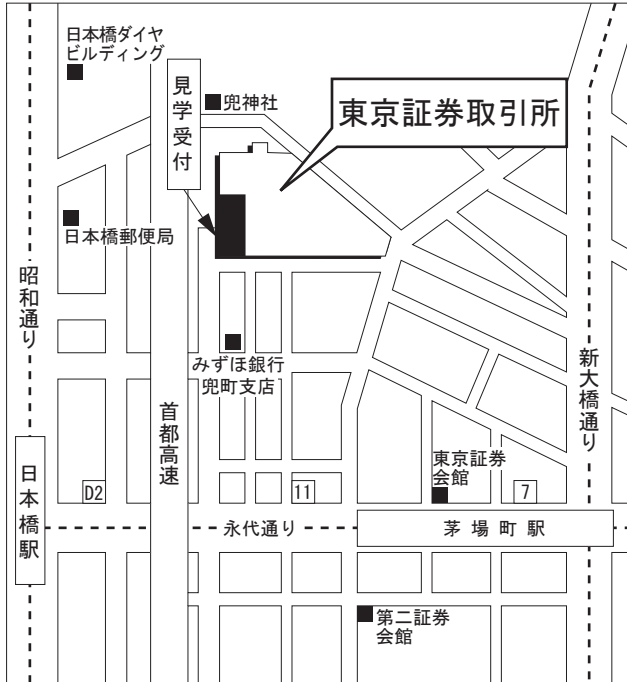 日本橋ダイヤ
ビルディング
見学受付
兜神社
東京証券取引所
日本橋郵便局
昭和通り
みずほ銀行
兜町支店
新大橋通り
首都高速
東京証券
会館
日本橋駅
D2
11
7
永代通り
茅場町駅
第二証券
会館